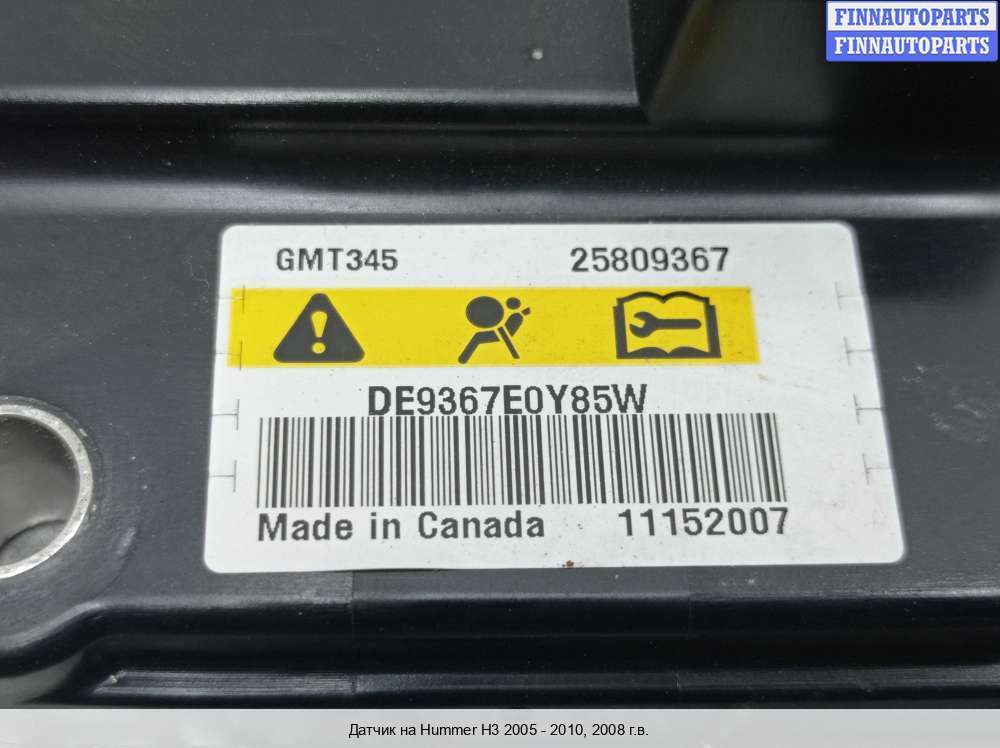 FINNAUTOPARTS
FINNAUTOPARTS
GMT345 25809367
DE9367E0Y85W
Made in Canada 11152007
Датчик на Hummer H3 2005 - 2010, 2008 г.в.